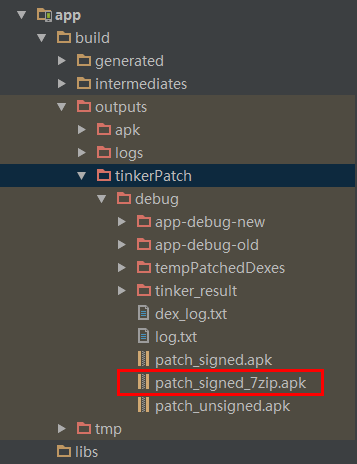 app
build
generated
intermediates
outputs
apk
logs
tinkerPatch
debug
app-debug-new
app-debug-old
tempPatchedDexes
tinker_result
dex_log.txt
log.txt
patch_signed.apk
patch_signed_7zip.apk
patch_unsigned.apk
tmp
libs